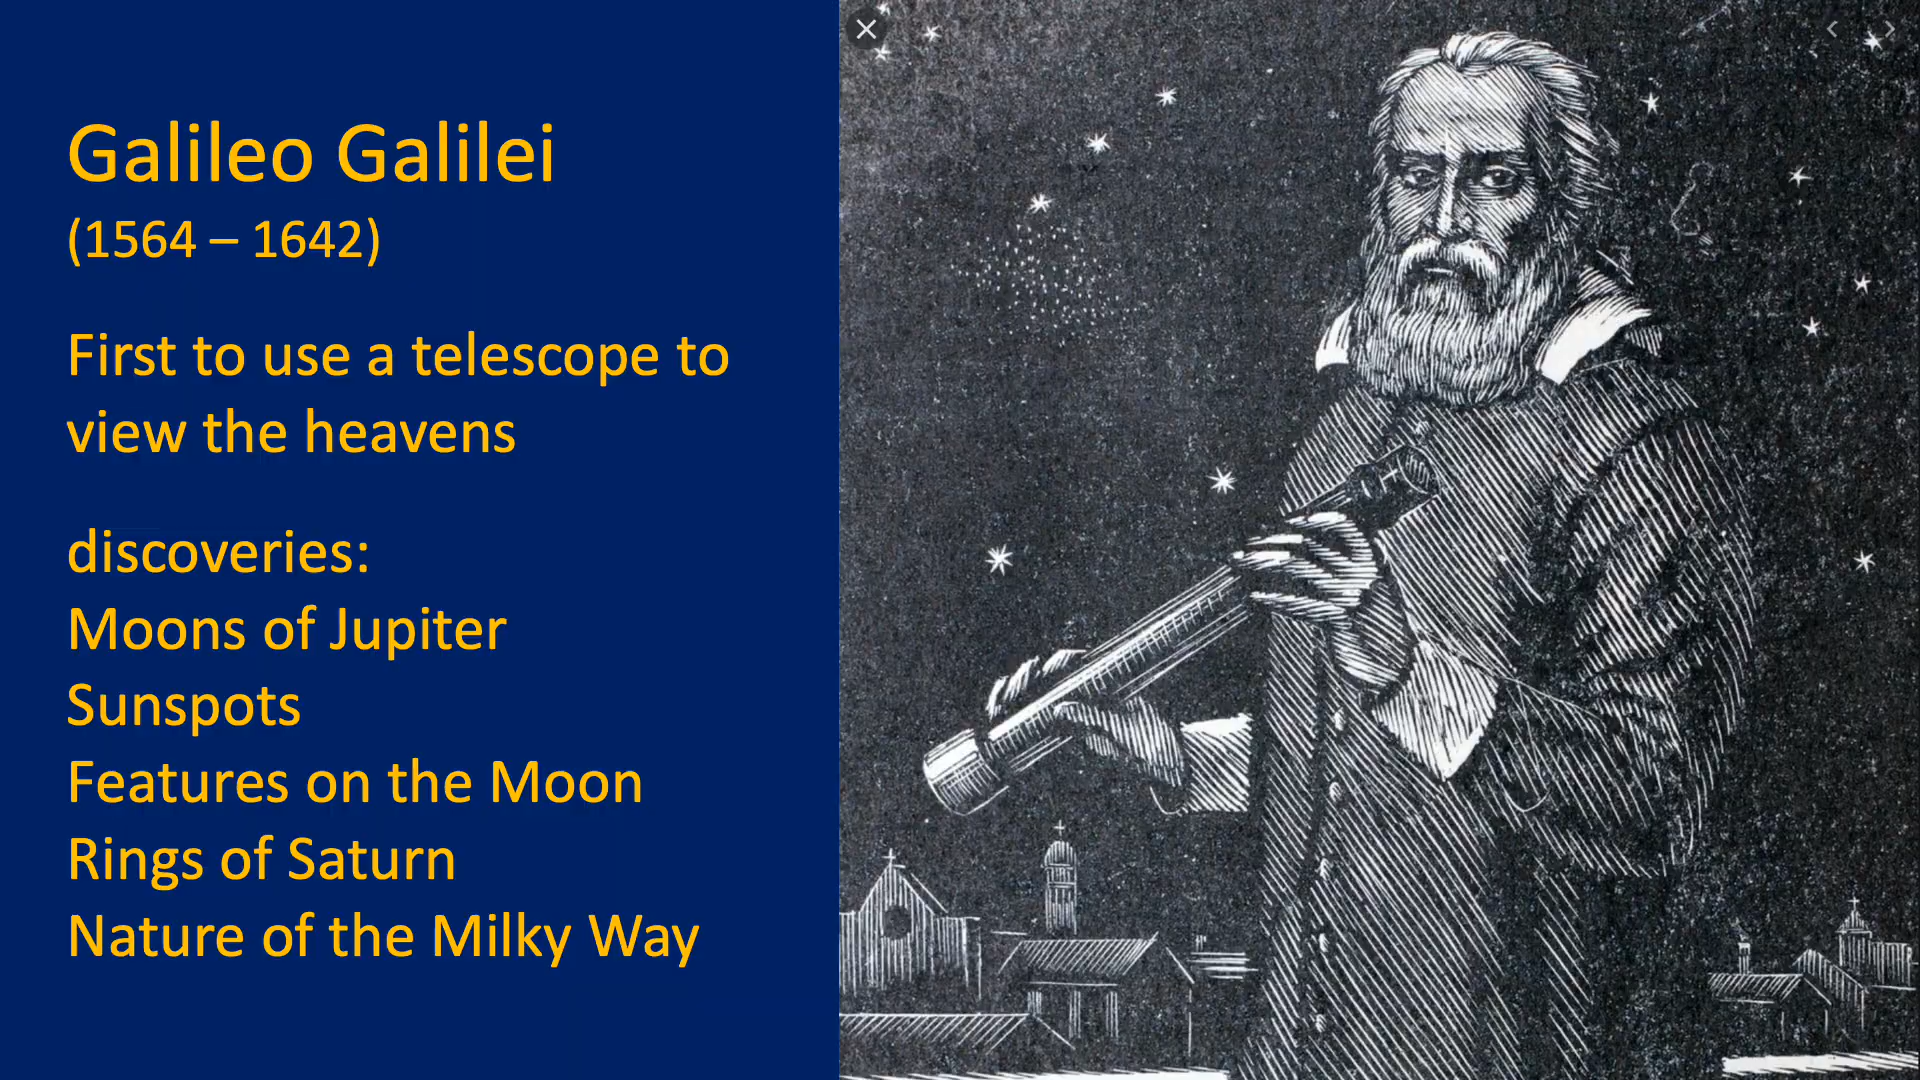 Galileo Galilei
(1564 – 1642)
First to use a telescope to
view the heavens
discoveries:
Moons of Jupiter
Sunspots
Features on the Moon
Rings of Saturn
Nature of the Milky Way